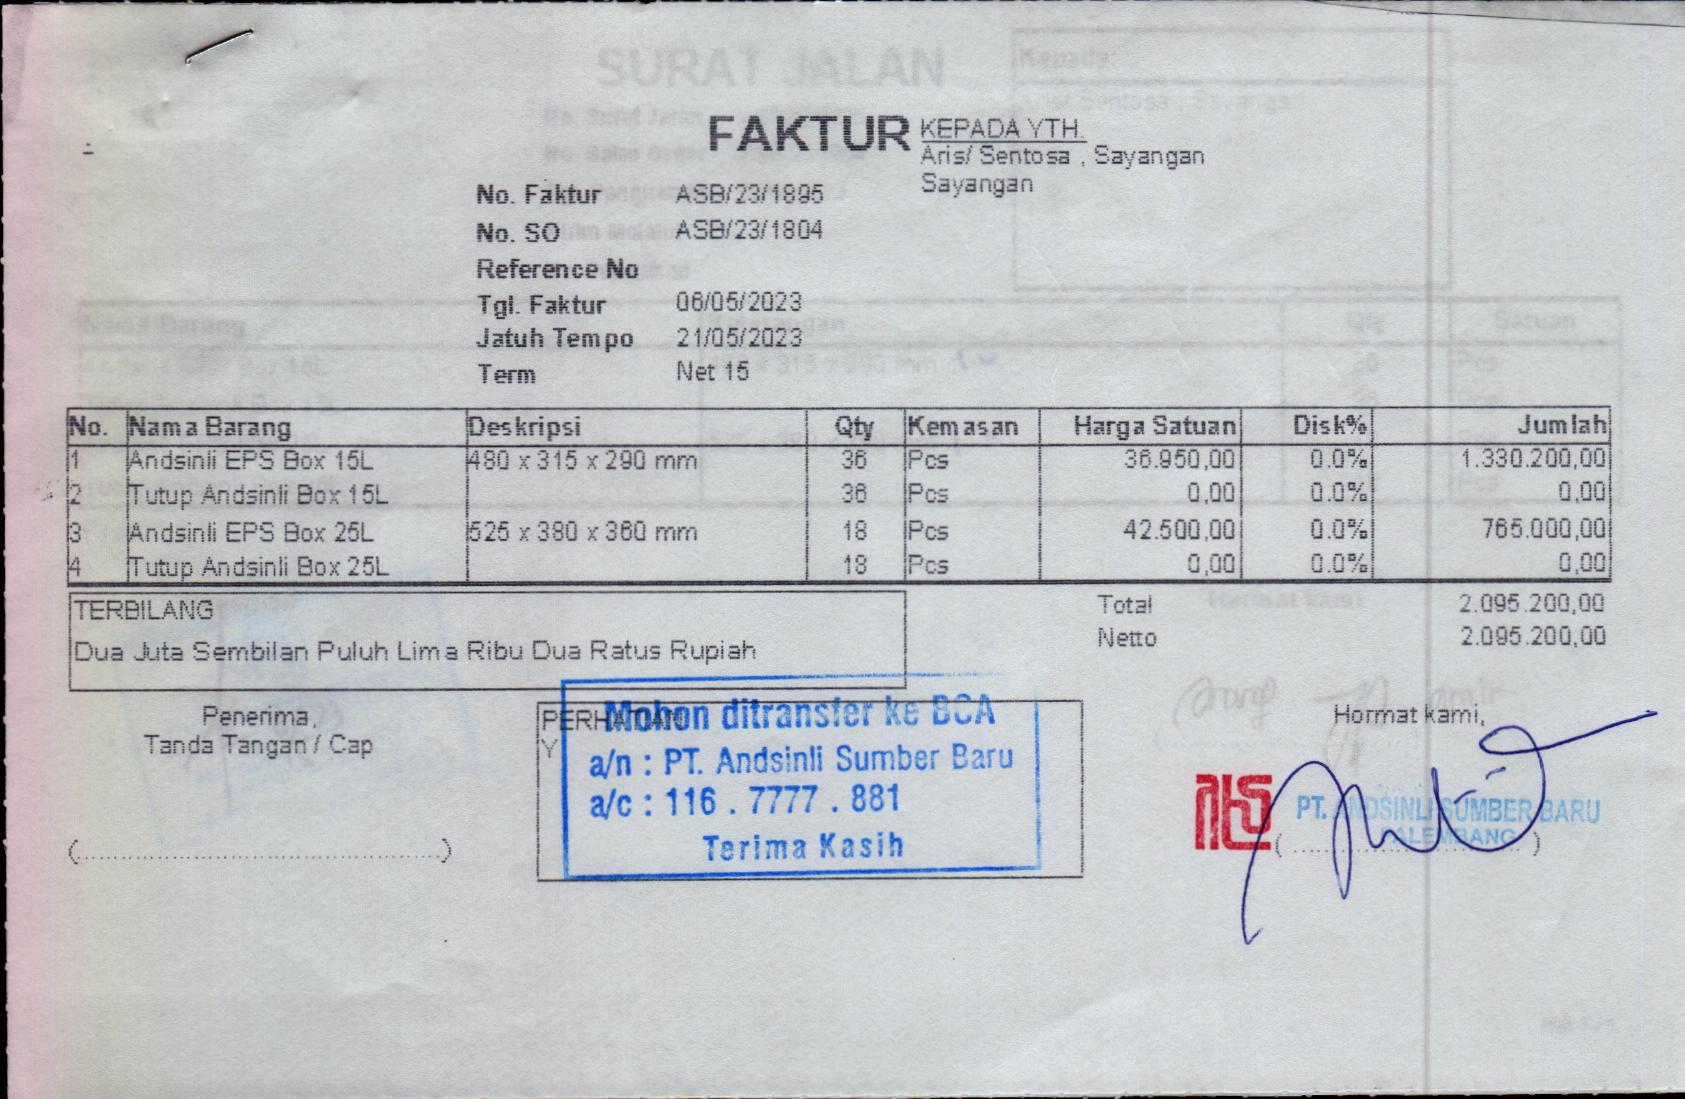 SURAT JALAN
Kepada:
FAKTUR
KEPADA YTH.
Aris/ Sentosa , Sayangan
Sayangan
No. Faktur ASB/23/1895
No. SO ASB/23/1804
Reference No
Tgl. Faktur 06/05/2023
Jatuh Tempo 21/05/2023
Term Net 15
No. Nama Barang Deskripsi Qty Kemasan Harga Satuan Disk% Jumlah
1 Andsinli EPS Box 15L 480 x 315 x 290 mm 36 Pcs 36.950,00 0.0% 1.330.200,00
2 Tutup Andsinli Box 15L 36 Pcs 0,00 0.0% 0,00
3 Andsinli EPS Box 25L 525 x 380 x 360 mm 18 Pcs 42.500,00 0.0% 765.000,00
4 Tutup Andsinli Box 25L 18 Pcs 0,00 0.0% 0,00
TERBILANG
Dua Juta Sembilan Puluh Lima Ribu Dua Ratus Rupiah
Total 2.095.200,00
Netto 2.095.200,00
Penerima,
Tanda Tangan / Cap
(........................................)
PERHATIAN
Y
Mohon ditransfer ke BCA
a/n : PT. Andsinli Sumber Baru
a/c : 116 . 7777 . 881
Terima Kasih
Hormat kami,
PT. ANDSINLI SUMBER BARU
PALEMBANG
(........................................)